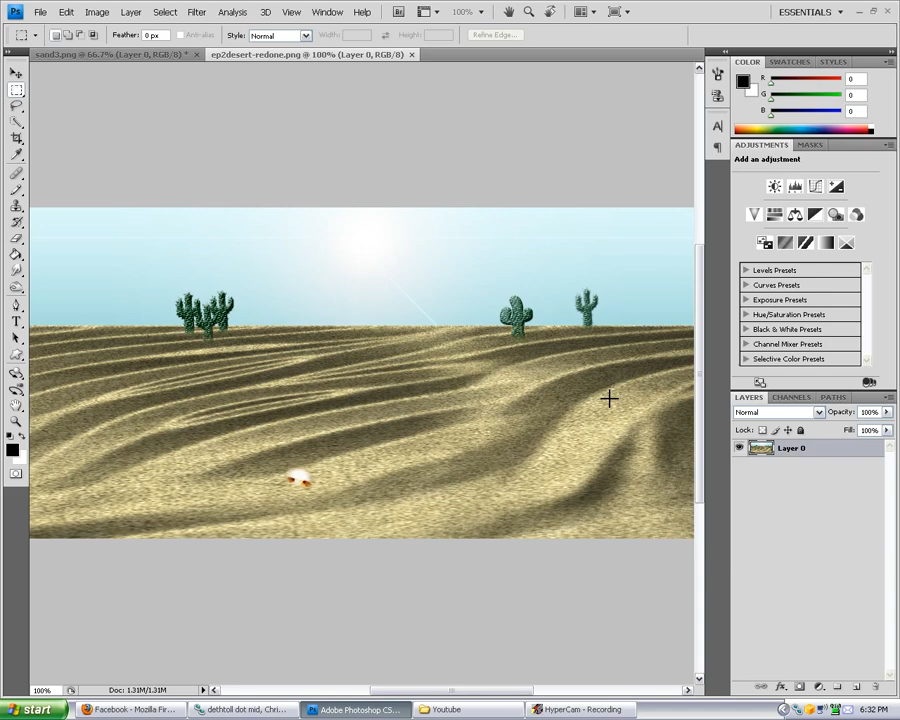 Ps File Edit Image Layer Select Filter Analysis 3D View Window Help Br 100% ESSENTIALS
Feather: 0 px Anti-alias Style: Normal Width: Height: Refine Edge...
sand3.png @ 66.7% (Layer 0, RGB/8) * × ep2desert-redone.png @ 100% (Layer 0, RGB/8) ×
COLOR SWATCHES STYLES
R 0
G 0
B 0
ADJUSTMENTS MASKS
Add an adjustment
Levels Presets
Curves Presets
Exposure Presets
Hue/Saturation Presets
Black & White Presets
Channel Mixer Presets
Selective Color Presets
LAYERS CHANNELS PATHS
Normal Opacity: 100%
Lock: Fill: 100%
Layer 0
100% Doc: 1.31M/1.31M
start Facebook - Mozilla Fir... dethtoll dot mid, Chri... Adobe Photoshop CS... Youtube HyperCam - Recording 6:32 PM